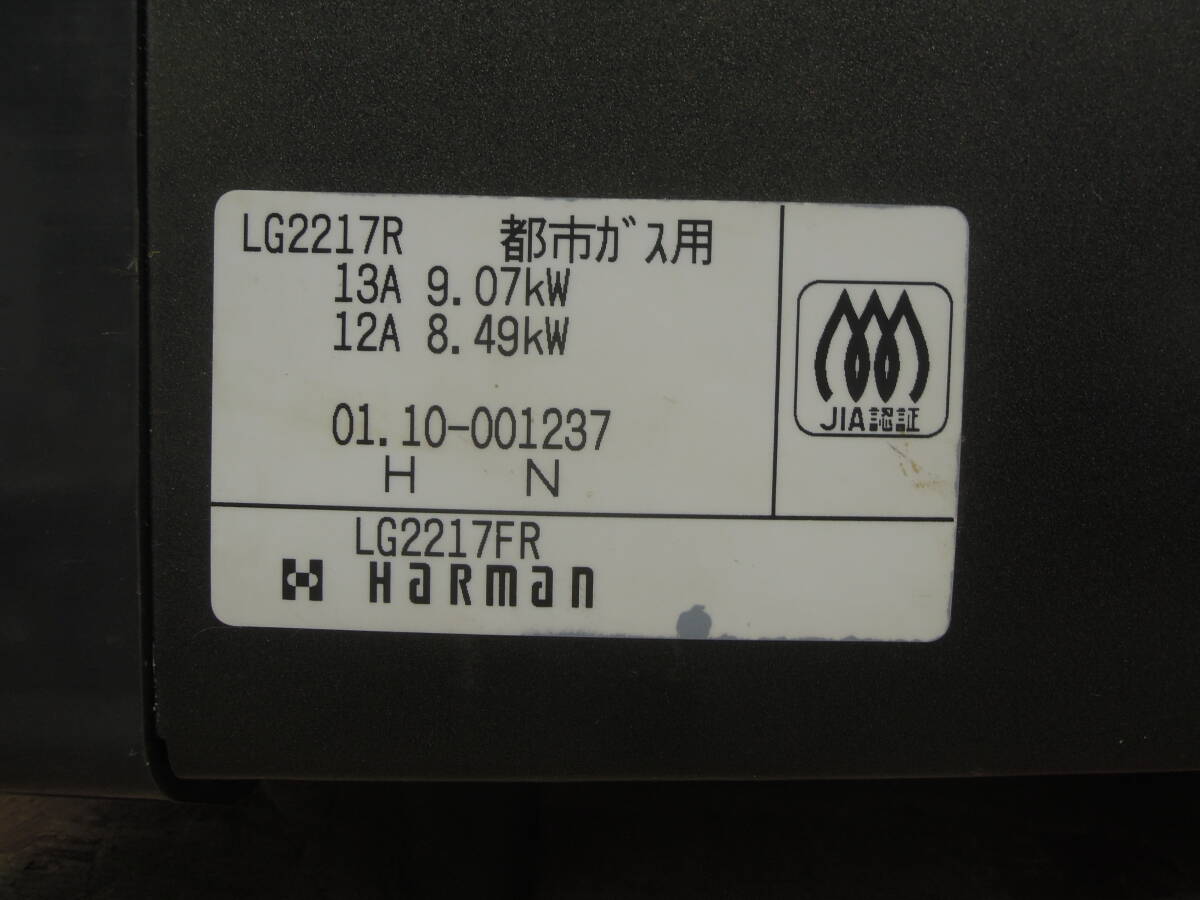 LG2217R 都市ガス用
13A 9.07kW
12A 8.49kW
01.10-001237
H N
JIA認証
LG2217FR
HARMAN